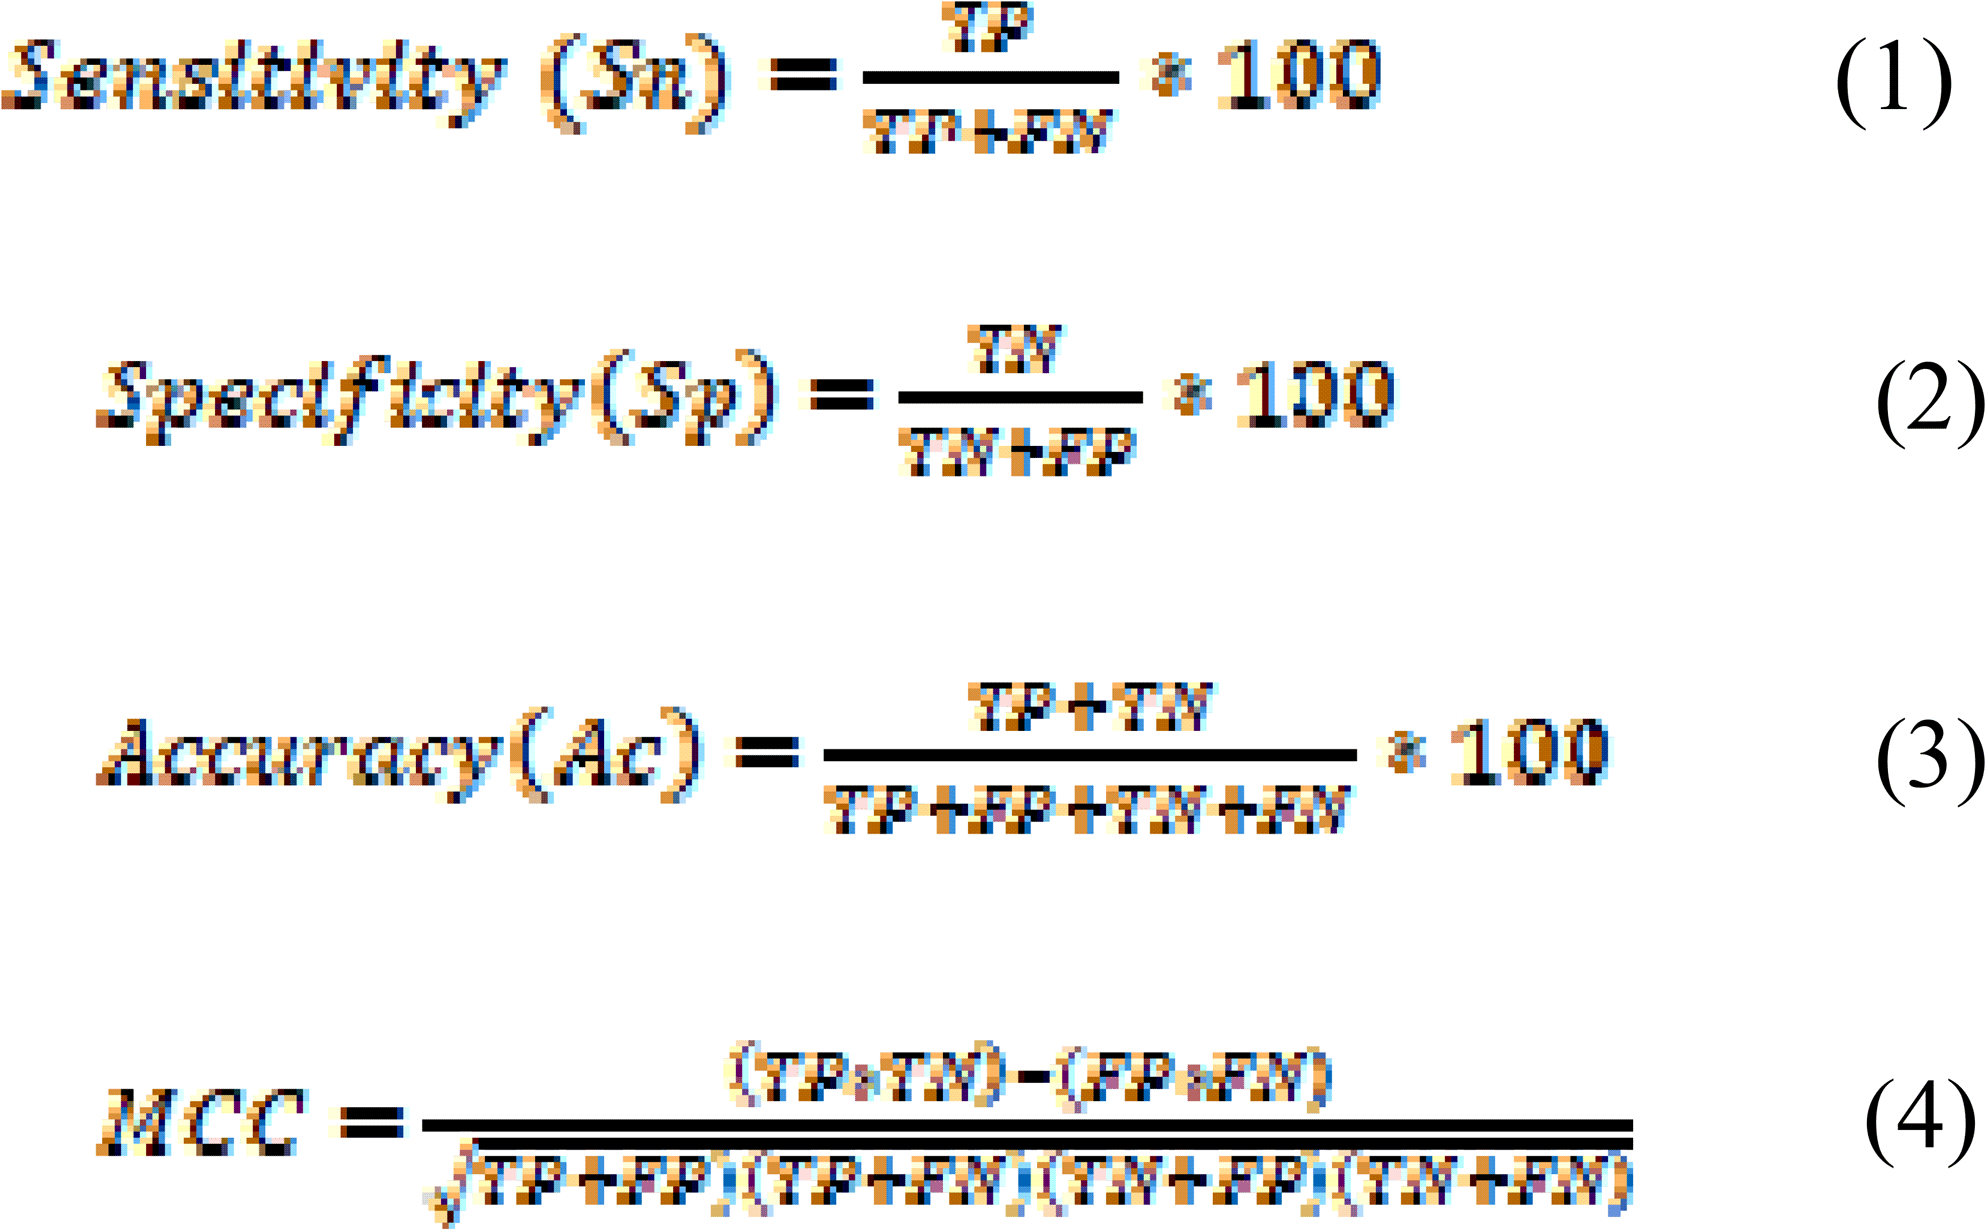 Sensitivity (Sn) = TP / TP+FN * 100 (1)
Specificity(Sp) = TN / TN+FP * 100 (2)
Accuracy(Ac) = TP+TN / TP+FP+TN+FN * 100 (3)
MCC = (TP*TN)−(FP*FN) / √TP+FP)(TP+FN)(TN+FP)(TN+FN) (4)